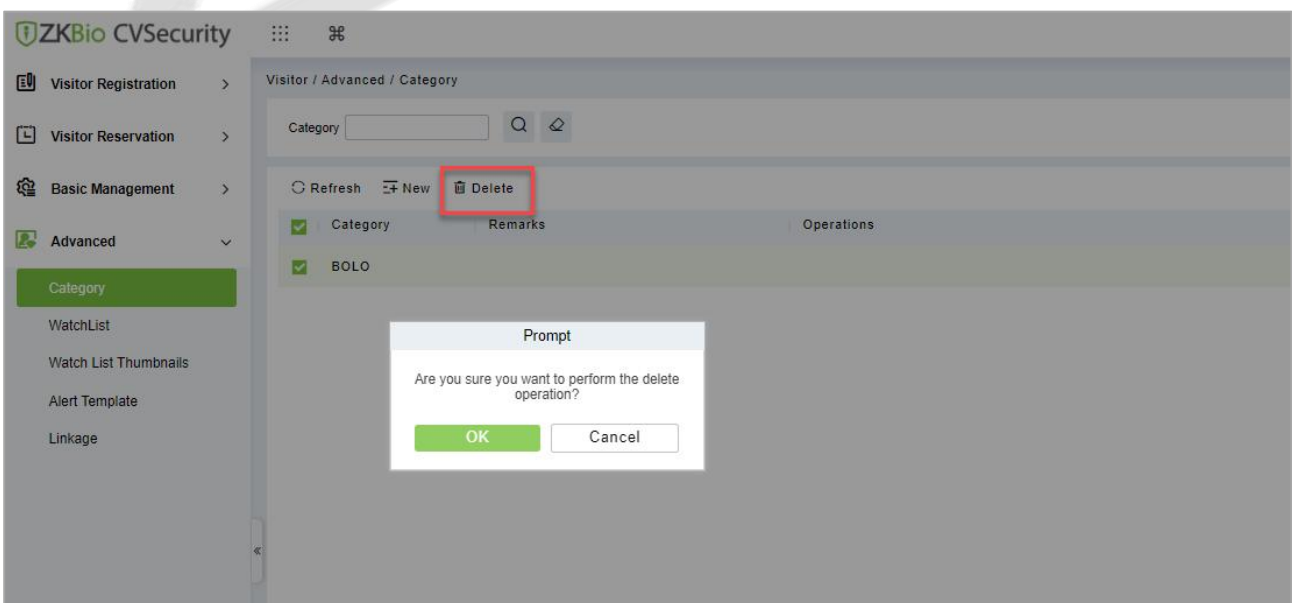 ZKBio CVSecurity
Visitor Registration
Visitor / Advanced / Category
Visitor Reservation
Category
Basic Management
Refresh New Delete
Category Remarks Operations
Advanced
BOLO
Category
WatchList
Prompt
Watch List Thumbnails
Are you sure you want to perform the delete
operation?
Alert Template
OK Cancel
Linkage